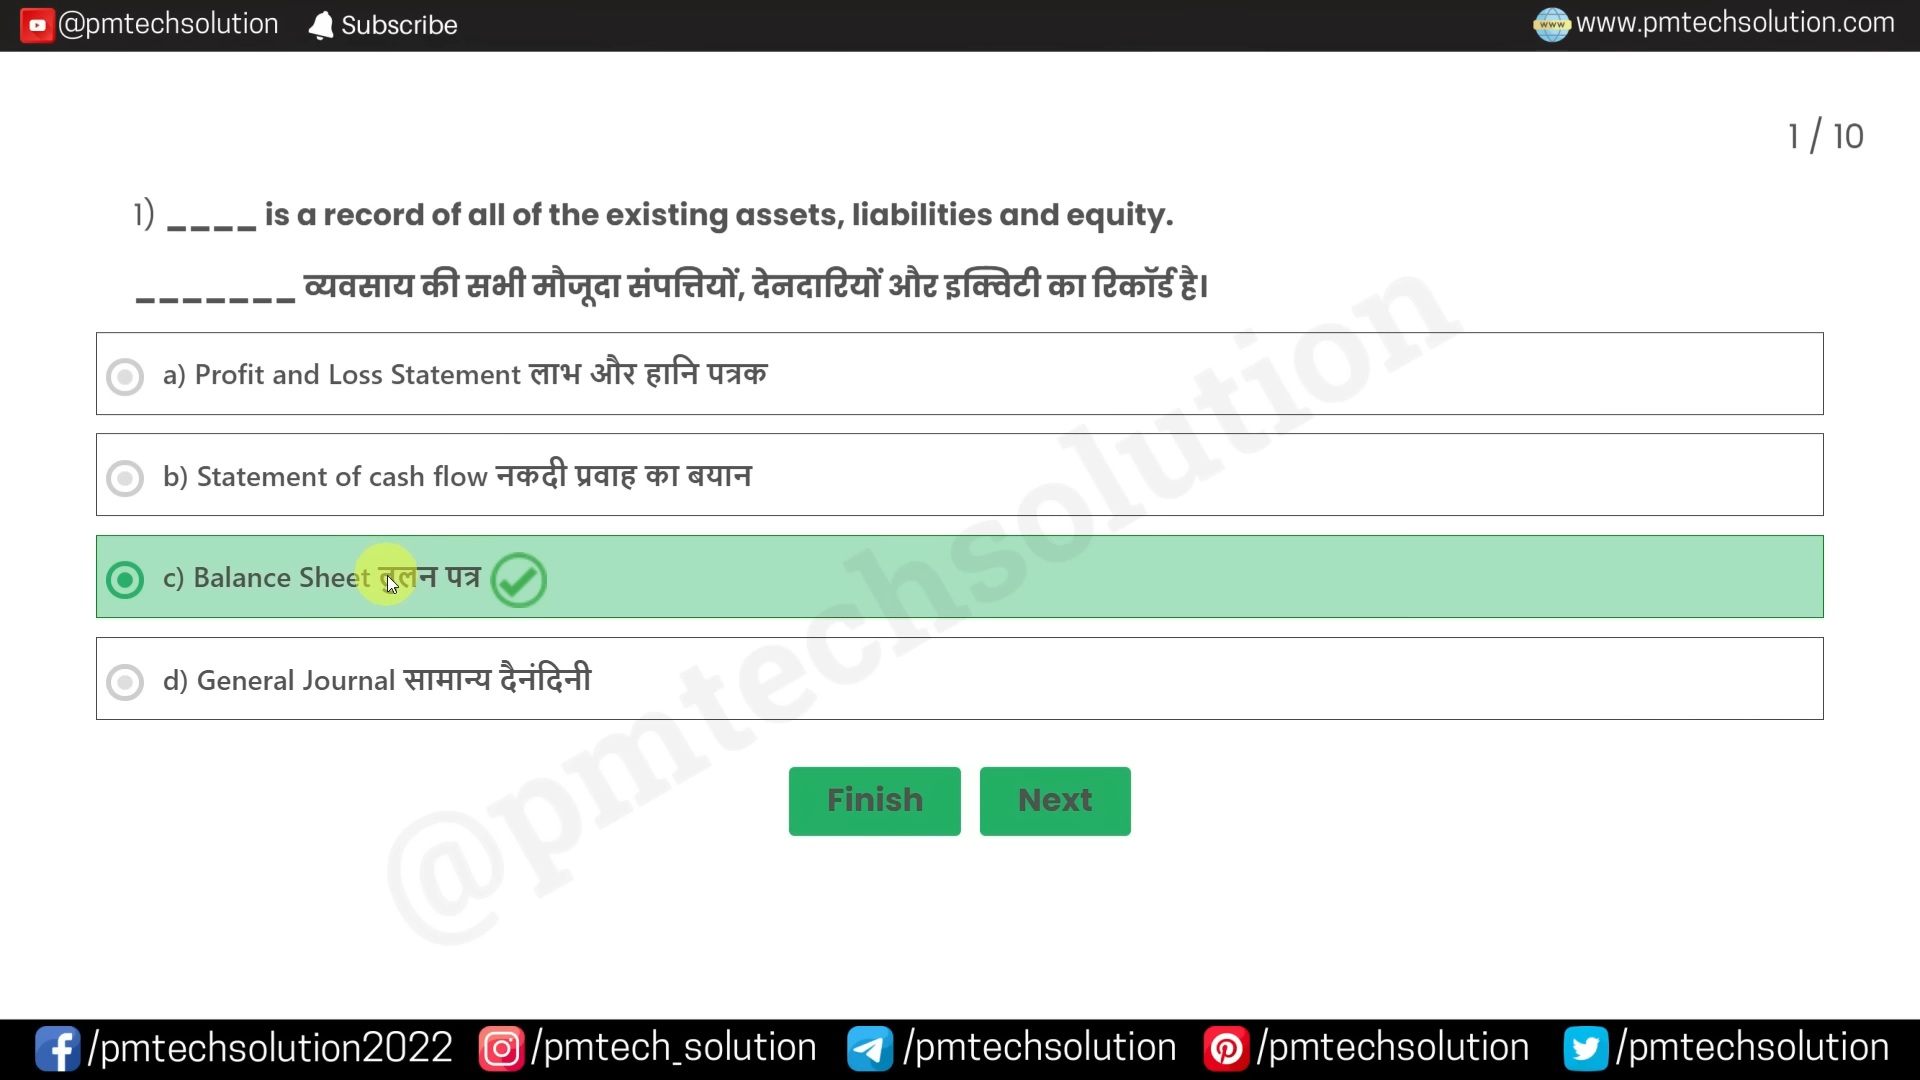 @pmtechsolution Subscribe www.pmtechsolution.com
1 / 10
1) ____ is a record of all of the existing assets, liabilities and equity.
_______ व्यवसाय की सभी मौजूदा संपत्तियों, देनदारियों और इक्विटी का रिकॉर्ड है।
a) Profit and Loss Statement लाभ और हानि पत्रक
b) Statement of cash flow नकदी प्रवाह का बयान
c) Balance Sheet तुलन पत्र
d) General Journal सामान्य दैनंदिनी
Finish Next
@pmtechsolution
/pmtechsolution2022 /pmtech_solution /pmtechsolution /pmtechsolution /pmtechsolution